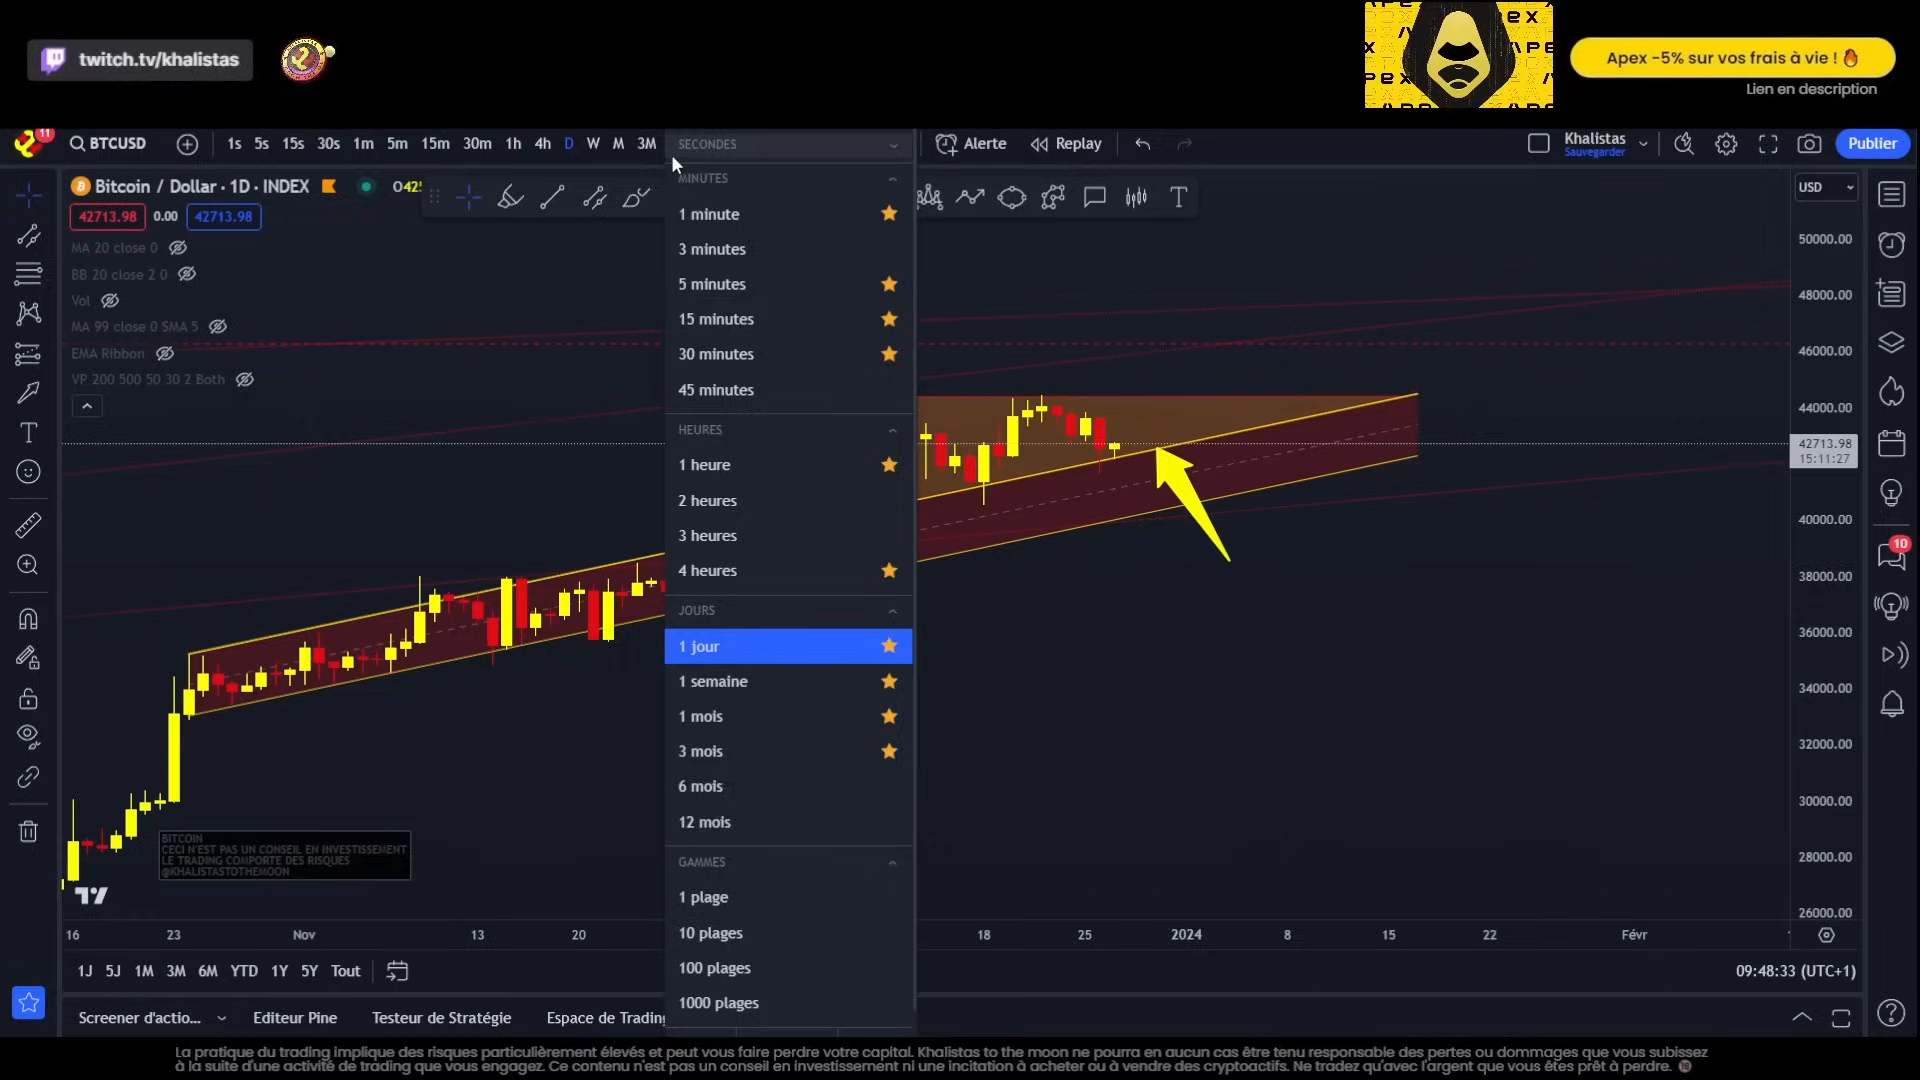 twitch.tv/khalistas
Apex -5% sur vos frais à vie !
Lien en description
11
BTCUSD
1s 5s 15s 30s 1m 5m 15m 30m 1h 4h D W M 3M
Alerte
Replay
Khalistas
Sauvegarder
Publier
Bitcoin / Dollar · 1D · INDEX
42713.98
0.00
42713.98
MA 20 close 0
BB 20 close 2 0
Vol
MA 99 close 0 SMA 5
EMA Ribbon
VP 200 500 50 30 2 Both
SECONDES
MINUTES
1 minute
3 minutes
5 minutes
15 minutes
30 minutes
45 minutes
HEURES
1 heure
2 heures
3 heures
4 heures
JOURS
1 jour
1 semaine
1 mois
3 mois
6 mois
12 mois
GAMMES
1 plage
10 plages
100 plages
1000 plages
USD
50000.00
48000.00
46000.00
44000.00
42713.98
15:11:27
40000.00
38000.00
36000.00
34000.00
32000.00
30000.00
28000.00
26000.00
10
BITCOIN
CECI N'EST PAS UN CONSEIL EN INVESTISSEMENT
LE TRADING COMPORTE DES RISQUES
@KHALISTASTOTHEMOON
16 23 Nov 13 20 18 25 2024 8 15 22 Févr
1J 5J 1M 3M 6M YTD 1Y 5Y Tout
09:48:33 (UTC+1)
Screener d'actio...
Editeur Pine
Testeur de Stratégie
Espace de Trading
La pratique du trading implique des risques particulièrement élevés et peut vous faire perdre votre capital. Khalistas to the moon ne pourra en aucun cas être tenu responsable des pertes ou dommages que vous subissez
à la suite d'une activité de trading que vous engagez. Ce contenu n'est pas un conseil en investissement ni une incitation à acheter ou à vendre des cryptoactifs. Ne tradez qu'avec l'argent que vous êtes prêt à perdre.